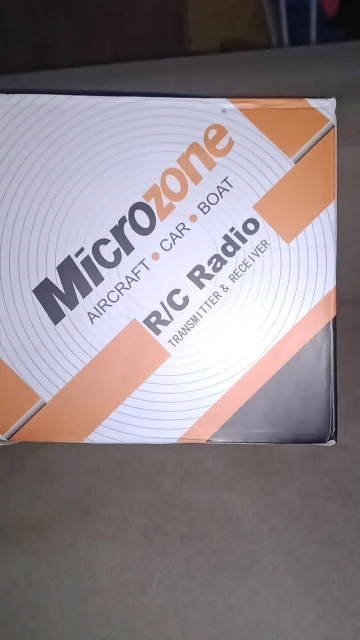 Microzone
AIRCRAFT • CAR • BOAT
R/C Radio
TRANSMITTER & RECEIVER